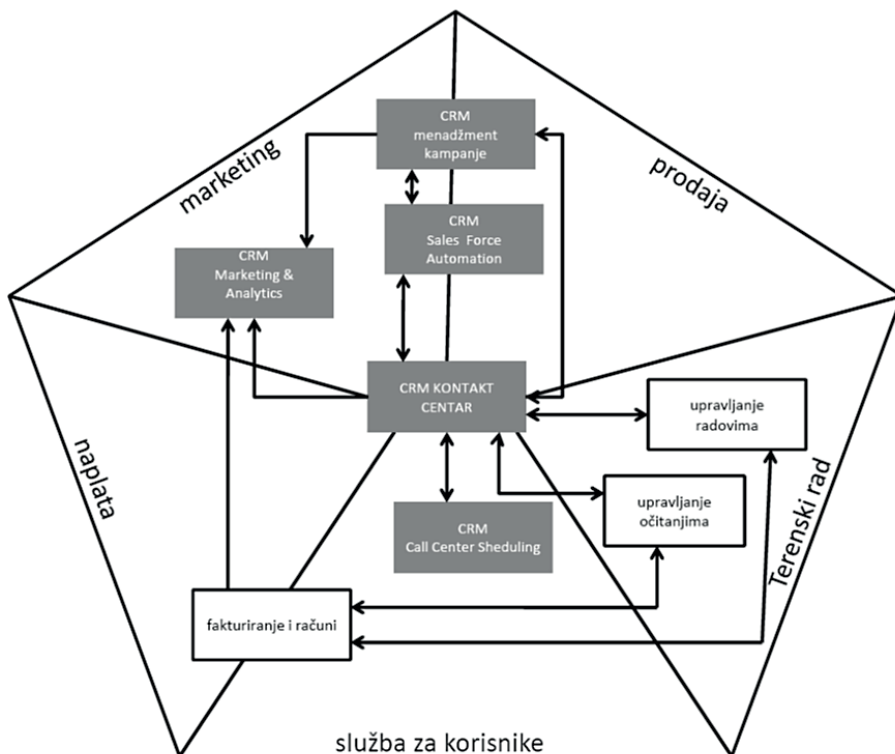 CRM
menadžment
kampanje
marketing
prodaja
CRM
Sales Force
Automation
CRM
Marketing &
Analytics
CRM KONTAKT
CENTAR
upravljanje
radovima
naplata
upravljanje
očitanjima
Terenski rad
CRM
Call Center Sheduling
fakturiranje i računi
služba za korisnike